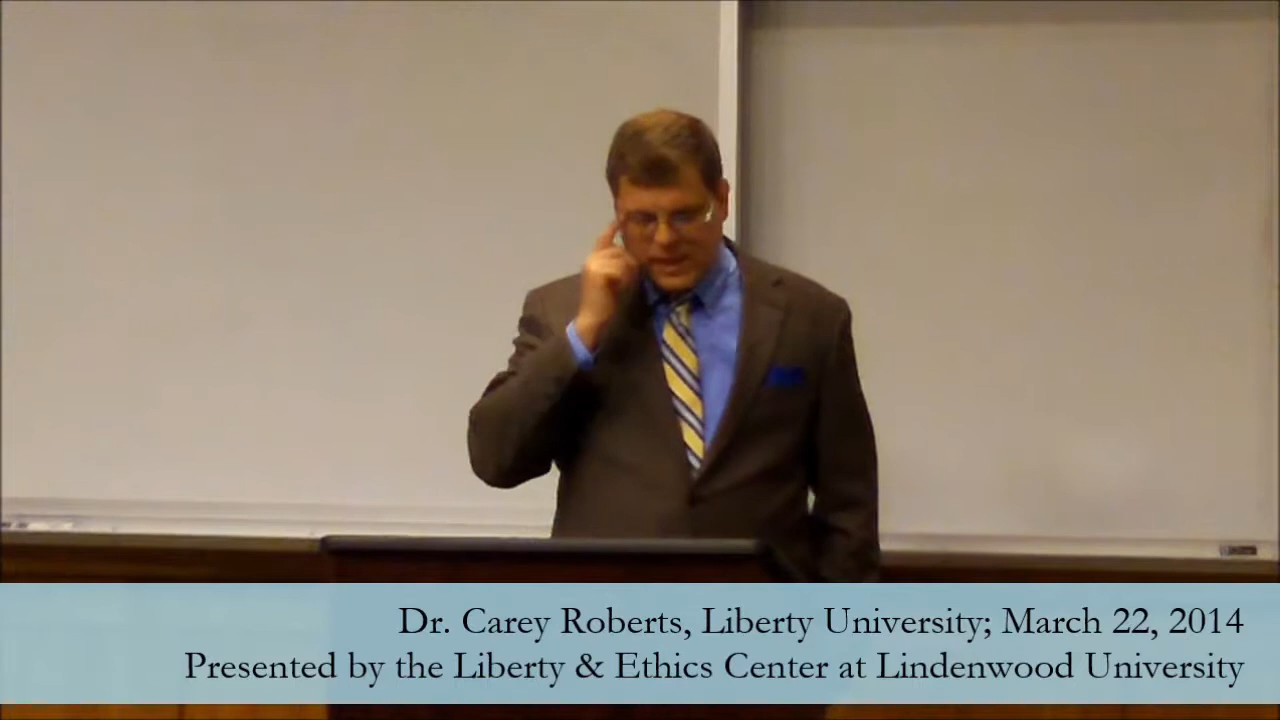 Dr. Carey Roberts, Liberty University; March 22, 2014
Presented by the Liberty & Ethics Center at Lindenwood University